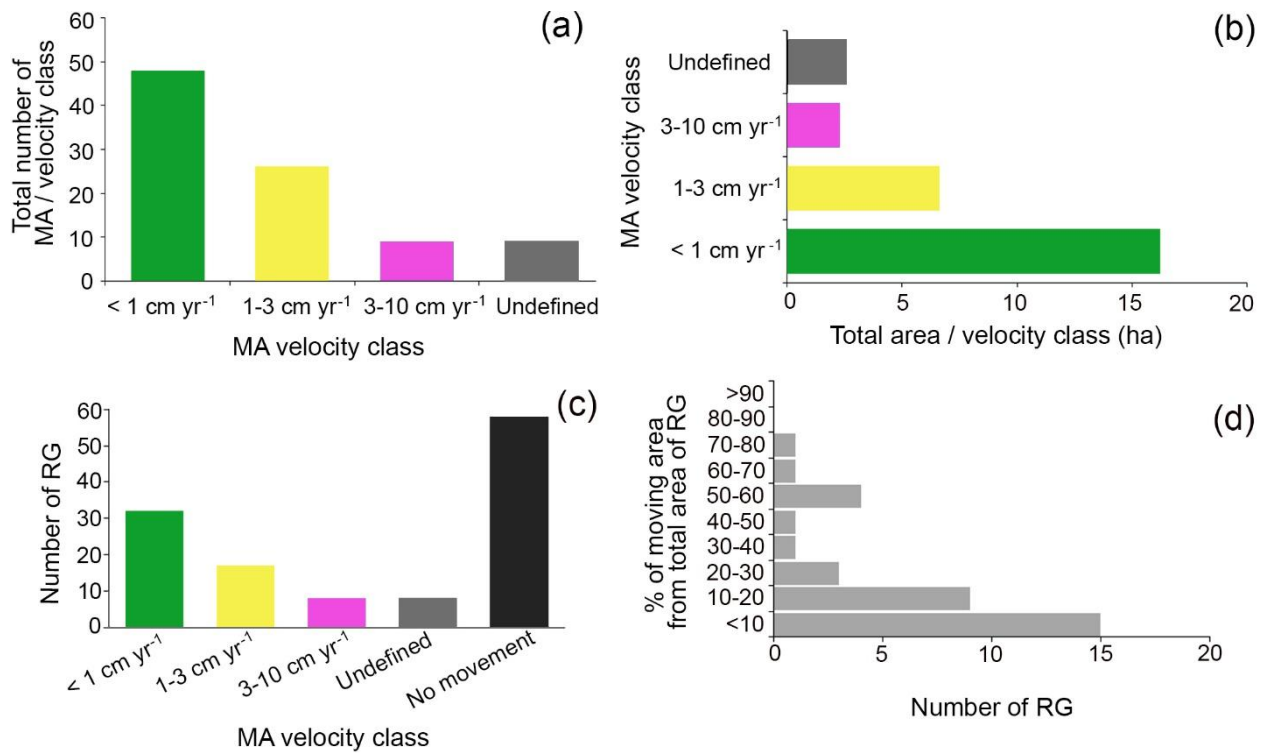 (a)
Total number of
MA / velocity class
60
50
40
30
20
10
0
< 1 cm yr⁻¹ 1-3 cm yr⁻¹ 3-10 cm yr⁻¹ Undefined
MA velocity class
(b)
MA velocity class
Undefined
3-10 cm yr⁻¹
1-3 cm yr⁻¹
< 1 cm yr⁻¹
0 5 10 15 20
Total area / velocity class (ha)
(c)
Number of RG
60
50
40
30
20
10
0
< 1 cm yr⁻¹ 1-3 cm yr⁻¹ 3-10 cm yr⁻¹ Undefined No movement
MA velocity class
(d)
% of moving area
from total area of RG
>90
80-90
70-80
60-70
50-60
40-50
30-40
20-30
10-20
<10
0 5 10 15 20
Number of RG